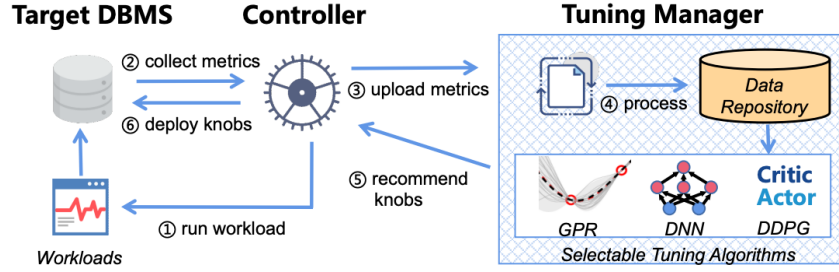 Target DBMS
Controller
Tuning Manager
② collect metrics
③ upload metrics
④ process
Data
Repository
⑥ deploy knobs
⑤ recommend
knobs
① run workload
Workloads
Critic
Actor
GPR
DNN
DDPG
Selectable Tuning Algorithms